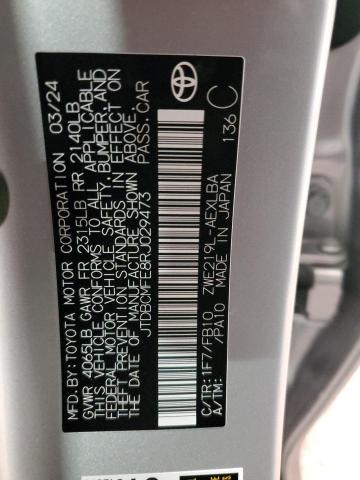 MFD.BY: TOYOTA MOTOR CORPORATION 03/24
GVWR 4065LB GAWR FR 2315LB RR 2140LB
THIS VEHICLE CONFORMS TO ALL APPLICABLE
FEDERAL MOTOR VEHICLE SAFETY, BUMPER, AND
THEFT PREVENTION STANDARDS IN EFFECT ON
THE DATE OF MANUFACTURE SHOWN ABOVE.
JTDBCMFE8RJ029473 PASS.CAR
C/TR: 1F7/FB10 ZWE219L-AEXLBA 136 C
A/TM: /PA10 MADE IN JAPAN